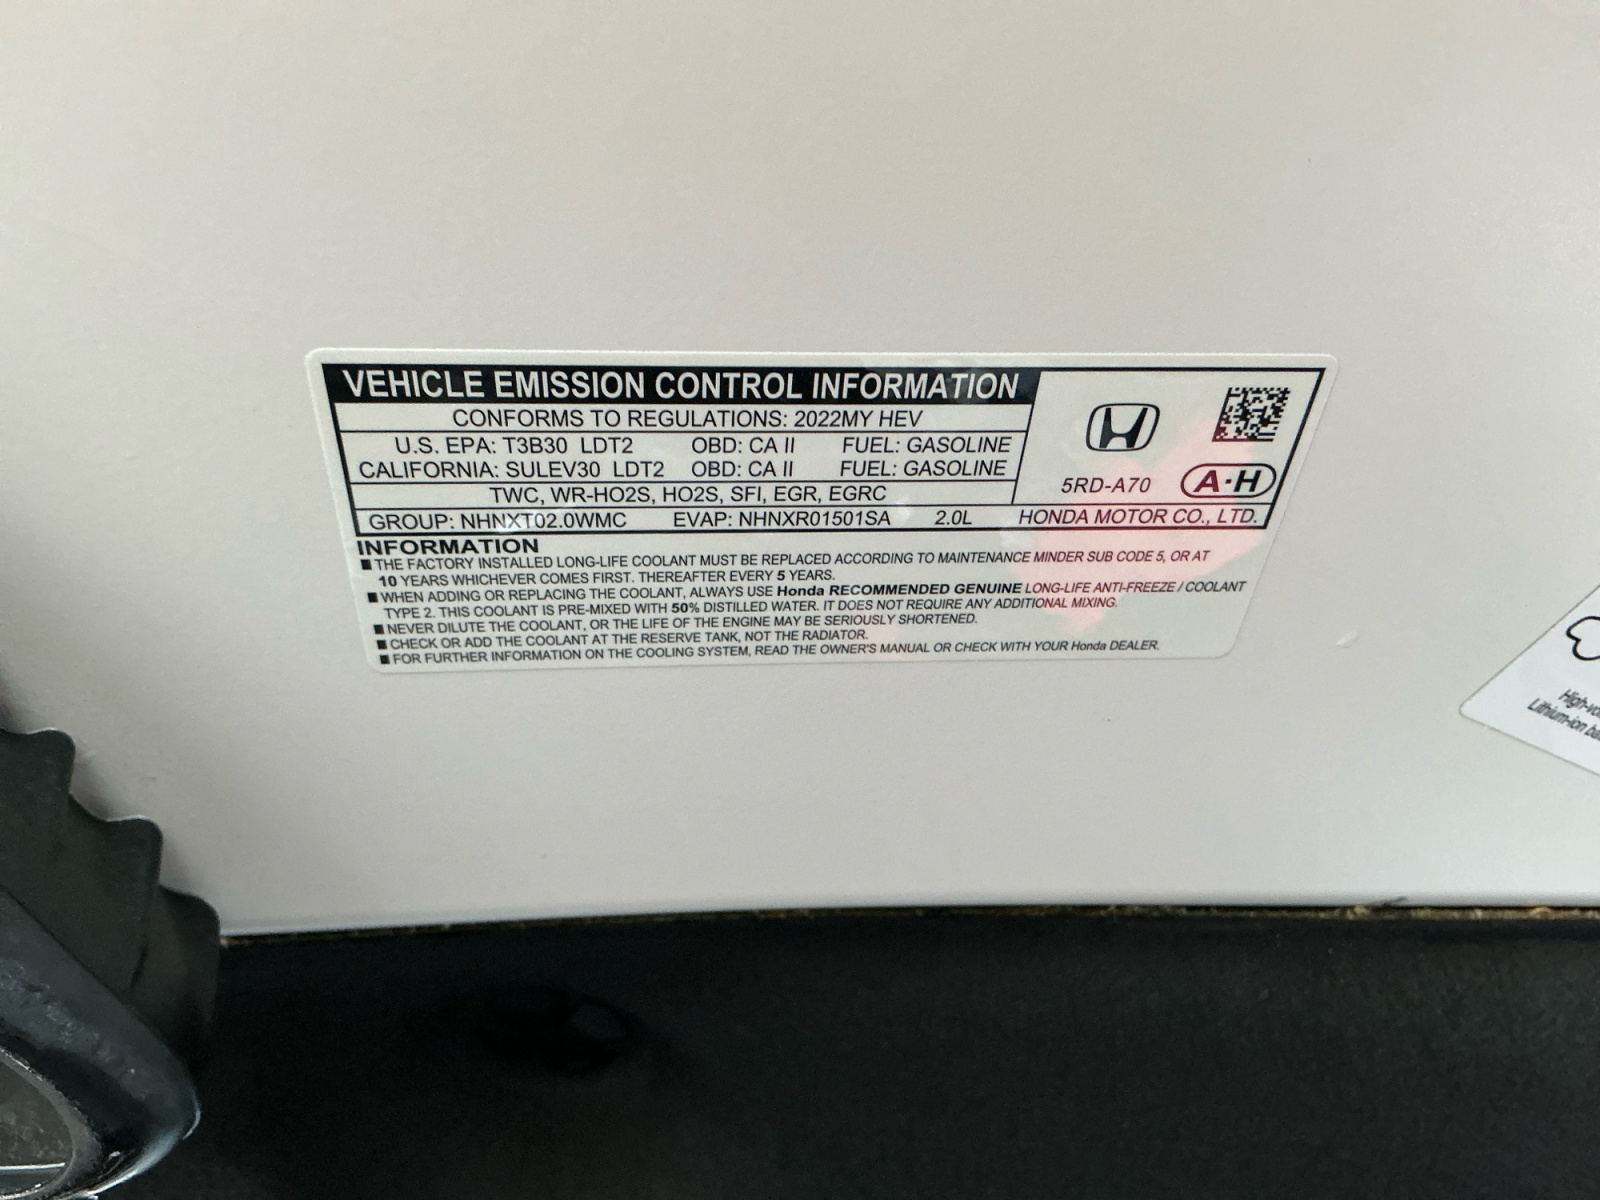 VEHICLE EMISSION CONTROL INFORMATION
CONFORMS TO REGULATIONS: 2022MY HEV
U.S. EPA: T3B30 LDT2 OBD: CA II FUEL: GASOLINE
CALIFORNIA: SULEV30 LDT2 OBD: CA II FUEL: GASOLINE
TWC, WR-HO2S, HO2S, SFI, EGR, EGRC
5RD-A70 A·H
GROUP: NHNXT02.0WMC EVAP: NHNXR01501SA 2.0L HONDA MOTOR CO., LTD.
INFORMATION
■ THE FACTORY INSTALLED LONG-LIFE COOLANT MUST BE REPLACED ACCORDING TO MAINTENANCE MINDER SUB CODE 5, OR AT
10 YEARS WHICHEVER COMES FIRST. THEREAFTER EVERY 5 YEARS.
■ WHEN ADDING OR REPLACING THE COOLANT, ALWAYS USE Honda RECOMMENDED GENUINE LONG-LIFE ANTI-FREEZE / COOLANT
TYPE 2. THIS COOLANT IS PRE-MIXED WITH 50% DISTILLED WATER. IT DOES NOT REQUIRE ANY ADDITIONAL MIXING.
■ NEVER DILUTE THE COOLANT, OR THE LIFE OF THE ENGINE MAY BE SERIOUSLY SHORTENED.
■ CHECK OR ADD THE COOLANT AT THE RESERVE TANK, NOT THE RADIATOR.
■ FOR FURTHER INFORMATION ON THE COOLING SYSTEM, READ THE OWNER'S MANUAL OR CHECK WITH YOUR Honda DEALER.
Lithium-ion